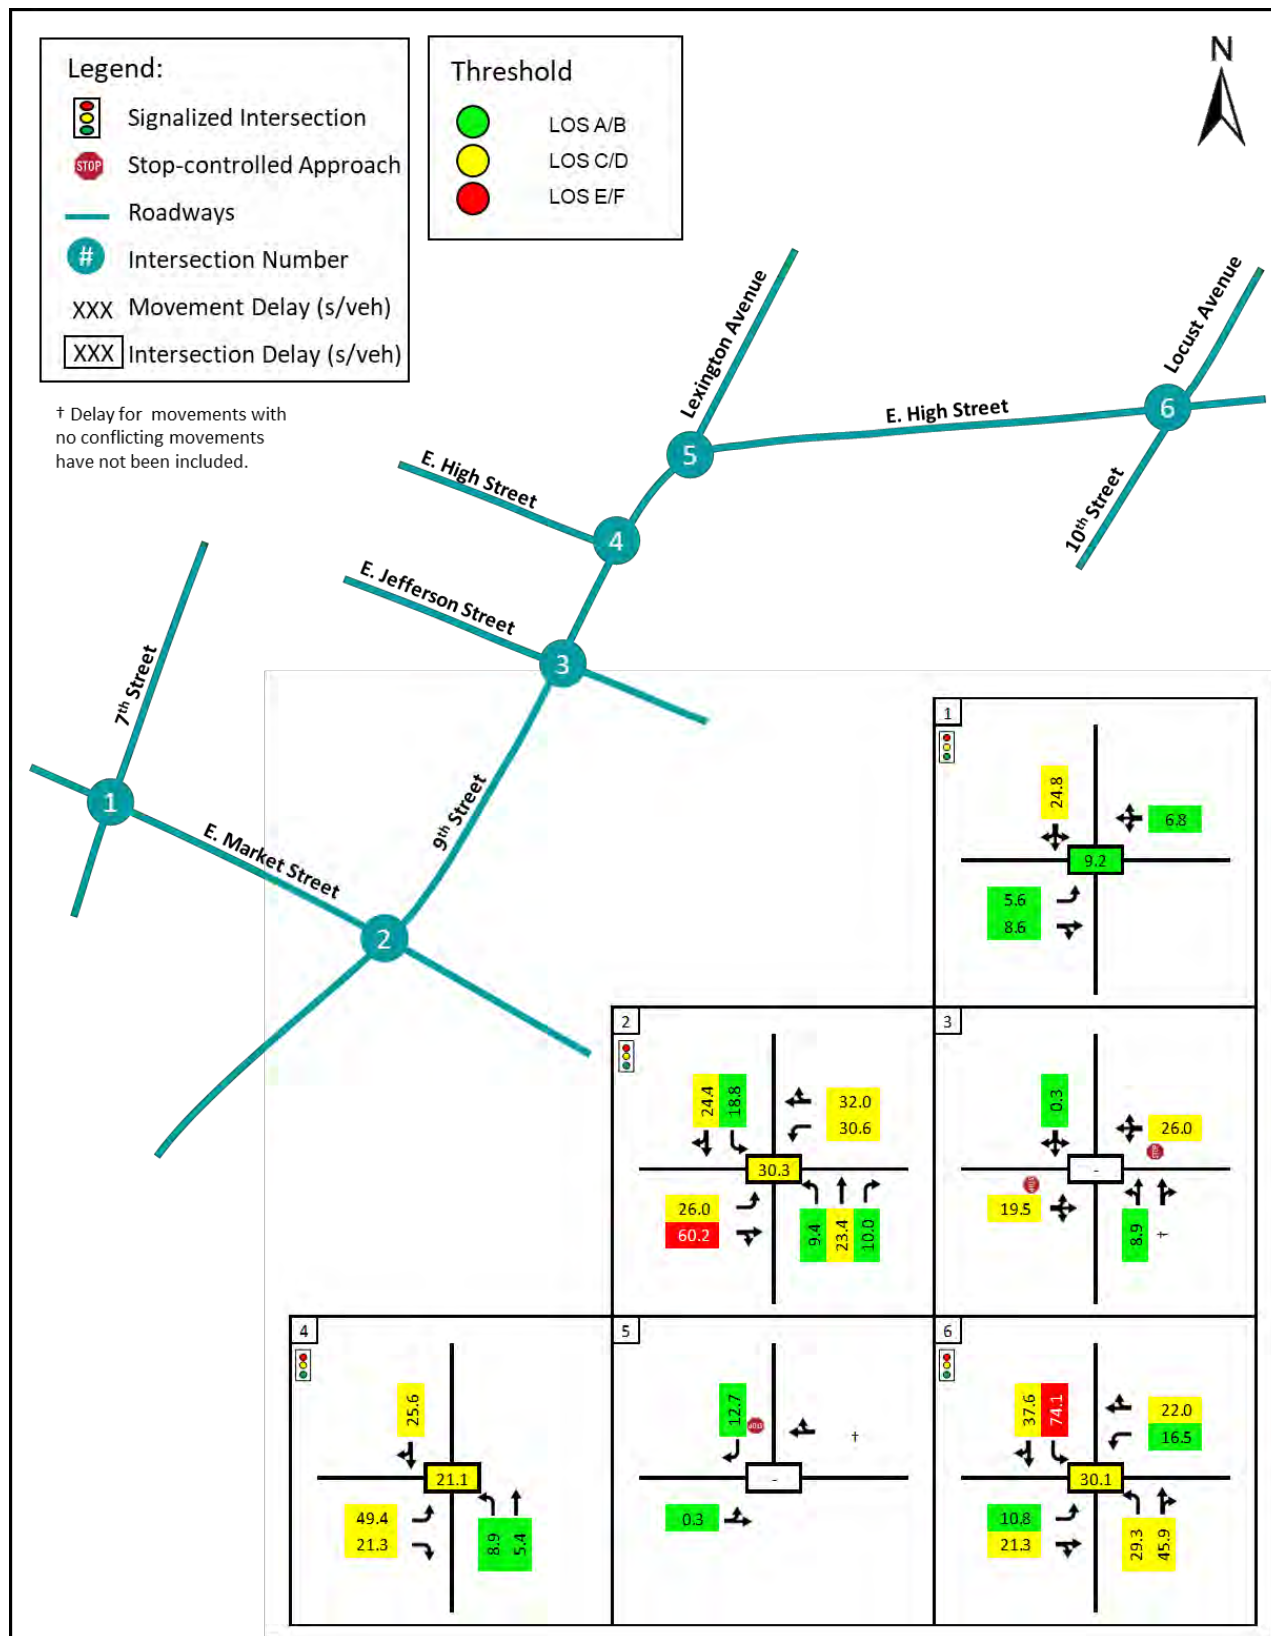 Legend:
Signalized Intersection
STOP
Stop-controlled Approach
Roadways
#
Intersection Number
XXX
Movement Delay (s/veh)
XXX
Intersection Delay (s/veh)
† Delay for movements with
no conflicting movements
have not been included.
Threshold
LOS A/B
LOS C/D
LOS E/F
N
Lexington Avenue
Locust Avenue
E. High Street
6
5
E. High Street
10th Street
4
E. Jefferson Street
3
7th Street
1
E. Market Street
9th Street
2
1
24.8
6.8
9.2
5.6
8.6
2
24.4
18.8
32.0
30.6
30.3
26.0
60.2
9.4
23.4
10.0
3
0.3
26.0
STOP
-
STOP
19.5
8.9
†
4
25.6
21.1
49.4
21.3
8.9
5.4
5
12.7
STOP
†
-
0.3
6
37.6
74.1
22.0
16.5
30.1
10.8
21.3
29.3
45.9